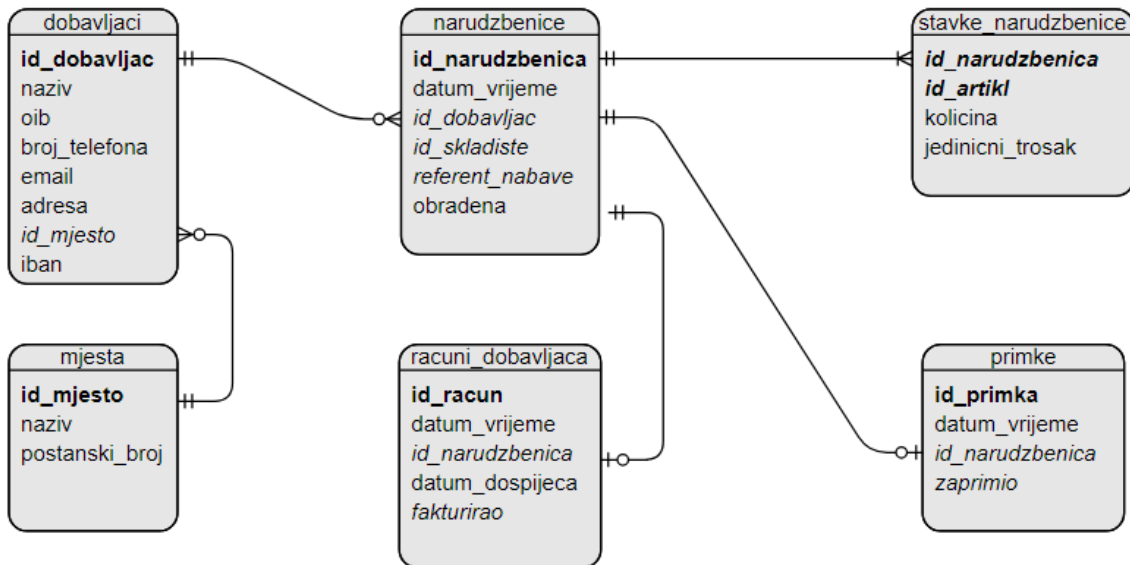 dobavljaci
id_dobavljac
naziv
oib
broj_telefona
email
adresa
id_mjesto
iban
narudzbenice
id_narudzbenica
datum_vrijeme
id_dobavljac
id_skladiste
referent_nabave
obradena
stavke_narudzbenice
id_narudzbenica
id_artikl
kolicina
jedinicni_trosak
mjesta
id_mjesto
naziv
postanski_broj
racuni_dobavljaca
id_racun
datum_vrijeme
id_narudzbenica
datum_dospijeca
fakturirao
primke
id_primka
datum_vrijeme
id_narudzbenica
zaprimio